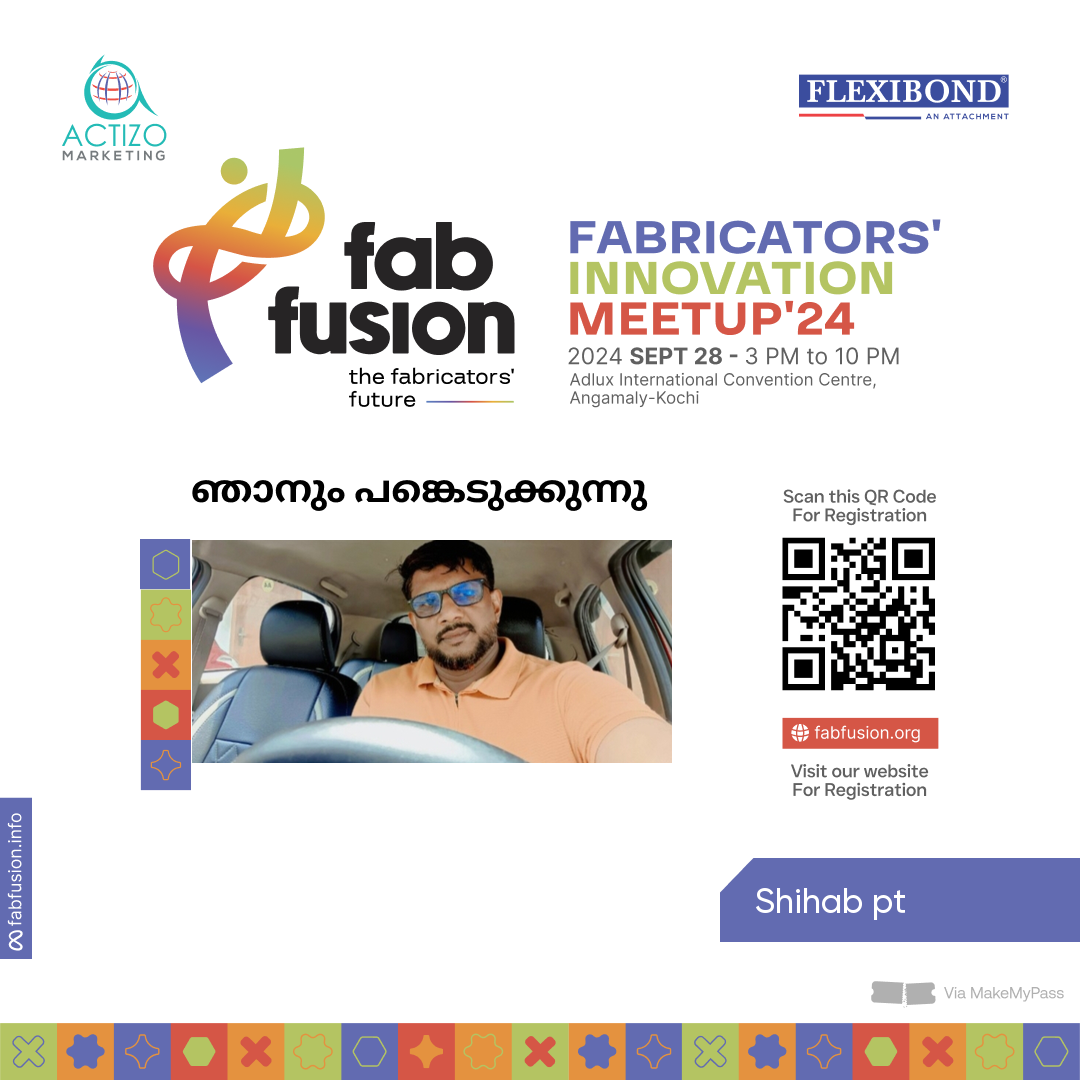 ACTIZO
MARKETING
FLEXIBOND®
AN ATTACHMENT
fab
fusion
the fabricators'
future
FABRICATORS'
INNOVATION
MEETUP'24
2024 SEPT 28 - 3 PM to 10 PM
Adlux International Convention Centre,
Angamaly-Kochi
ഞാനും പങ്കെടുക്കുന്നു
Scan this QR Code
For Registration
fabfusion.org
Visit our website
For Registration
fabfusion.info
Shihab pt
Via MakeMyPass